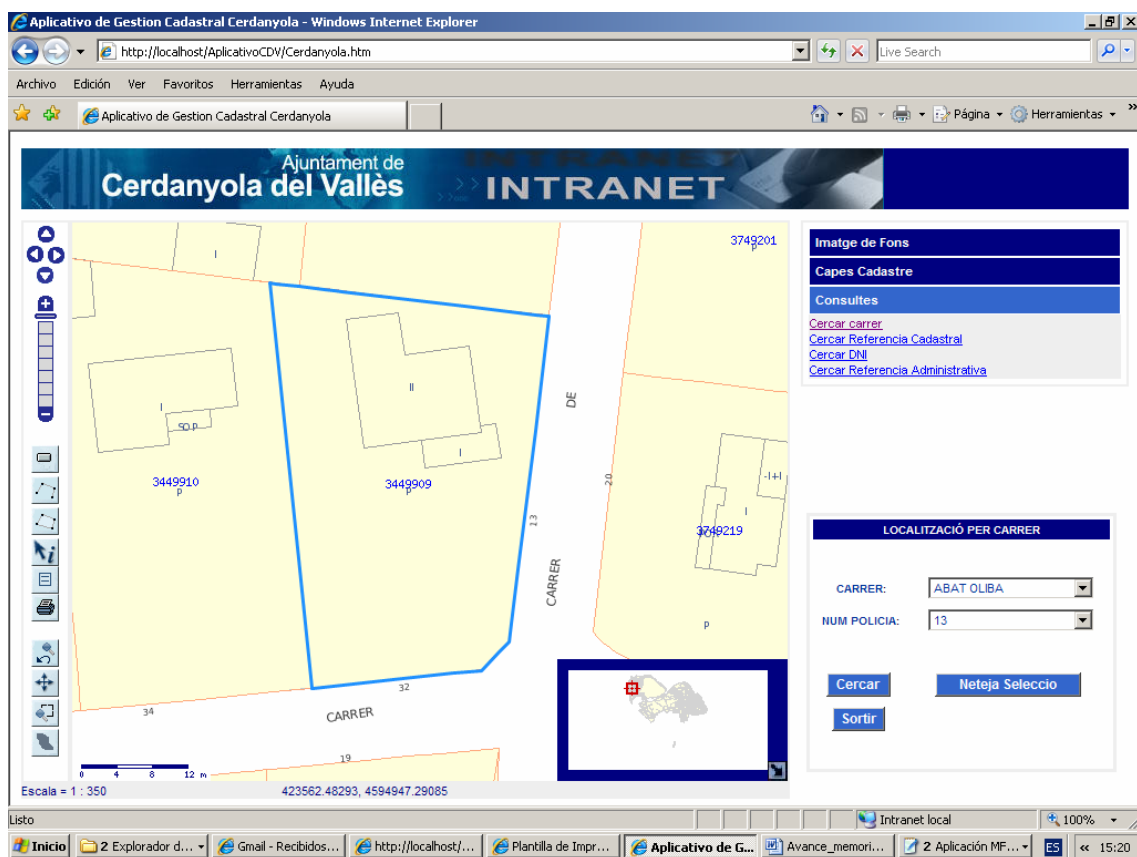 Aplicativo de Gestion Cadastral Cerdanyola - Windows Internet Explorer
http://localhost/AplicativoCDV/Cerdanyola.htm
Live Search
Archivo Edición Ver Favoritos Herramientas Ayuda
Aplicativo de Gestion Cadastral Cerdanyola
Página Herramientas
Ajuntament de
Cerdanyola del Vallès
INTRANET
INTRANET
3749201
P
I
I
SO.P
3449910
P
II
I
3449909
P
DE
13
20
CARRER
-I+I
I
3749219
P
32
34
CARRER
19
0 4 8 12 m
Escala = 1 : 350
423562.48293, 4594947.29085
Imatge de Fons
Capes Cadastre
Consultes
Cercar carrer
Cercar Referencia Cadastral
Cercar DNI
Cercar Referencia Administrativa
LOCALITZACIÓ PER CARRER
CARRER: ABAT OLIBA
NUM POLICIA: 13
Cercar Neteja Seleccio
Sortir
Listo
Intranet local
100%
Inicio
2 Explorador d...
Gmail - Recibidos...
http://localhost/...
Plantilla de Impr...
Aplicativo de G...
Avance_memori...
2 Aplicación MF...
ES
15:20